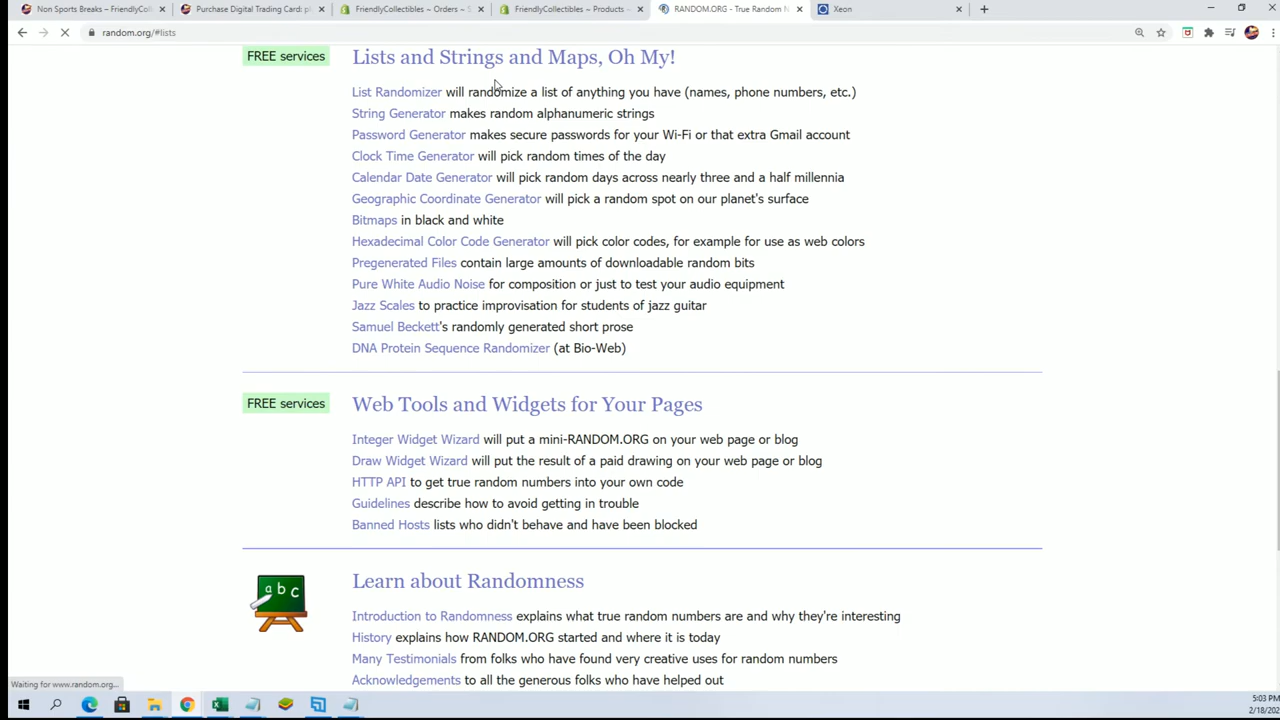 Non Sports Breaks ~ FriendlyColl
Purchase Digital Trading Card: pl
FriendlyCollectibles ~ Orders ~ S
FriendlyCollectibles ~ Products ~
RANDOM.ORG - True Random N
Xeon
random.org/#lists
FREE services
Lists and Strings and Maps, Oh My!
List Randomizer will randomize a list of anything you have (names, phone numbers, etc.)
String Generator makes random alphanumeric strings
Password Generator makes secure passwords for your Wi-Fi or that extra Gmail account
Clock Time Generator will pick random times of the day
Calendar Date Generator will pick random days across nearly three and a half millennia
Geographic Coordinate Generator will pick a random spot on our planet's surface
Bitmaps in black and white
Hexadecimal Color Code Generator will pick color codes, for example for use as web colors
Pregenerated Files contain large amounts of downloadable random bits
Pure White Audio Noise for composition or just to test your audio equipment
Jazz Scales to practice improvisation for students of jazz guitar
Samuel Beckett's randomly generated short prose
DNA Protein Sequence Randomizer (at Bio-Web)
FREE services
Web Tools and Widgets for Your Pages
Integer Widget Wizard will put a mini-RANDOM.ORG on your web page or blog
Draw Widget Wizard will put the result of a paid drawing on your web page or blog
HTTP API to get true random numbers into your own code
Guidelines describe how to avoid getting in trouble
Banned Hosts lists who didn't behave and have been blocked
a b c
Learn about Randomness
Introduction to Randomness explains what true random numbers are and why they're interesting
History explains how RANDOM.ORG started and where it is today
Many Testimonials from folks who have found very creative uses for random numbers
Acknowledgements to all the generous folks who have helped out
Waiting for www.random.org...
5:03 PM
2/18/202